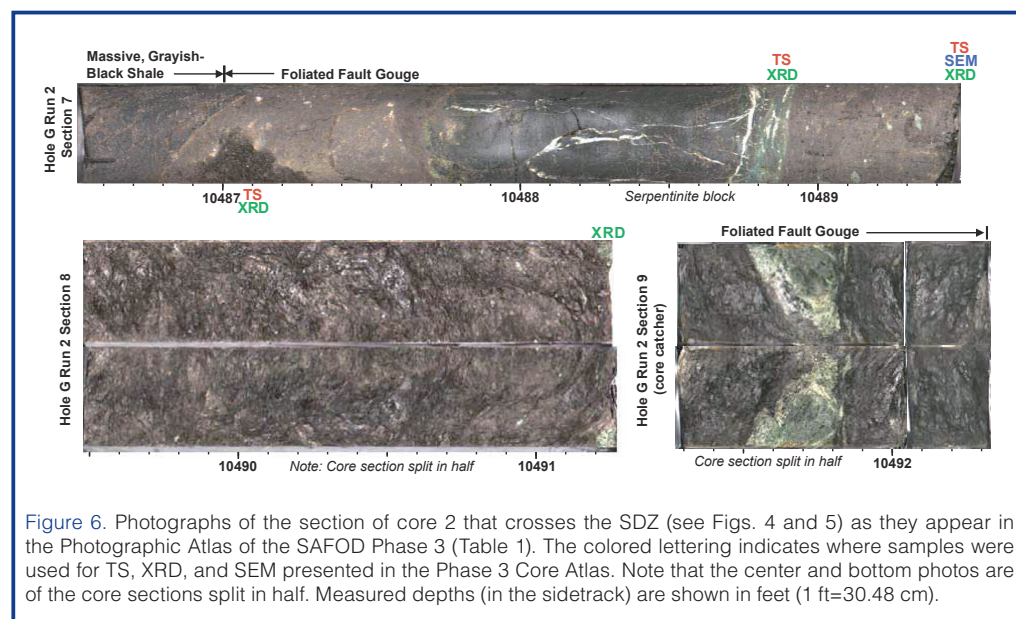 Massive, Grayish-
Black Shale
Foliated Fault Gouge
TS
XRD
TS
SEM
XRD
Hole G Run 2
Section 7
10487
TS
XRD
10488
Serpentinite block
10489
XRD
Hole G Run 2 Section 8
10490
Note: Core section split in half
10491
Foliated Fault Gouge
Hole G Run 2 Section 9
(core catcher)
Core section split in half
10492
Figure 6. Photographs of the section of core 2 that crosses the SDZ (see Figs. 4 and 5) as they appear in
the Photographic Atlas of the SAFOD Phase 3 (Table 1). The colored lettering indicates where samples were
used for TS, XRD, and SEM presented in the Phase 3 Core Atlas. Note that the center and bottom photos are
of the core sections split in half. Measured depths (in the sidetrack) are shown in feet (1 ft=30.48 cm).